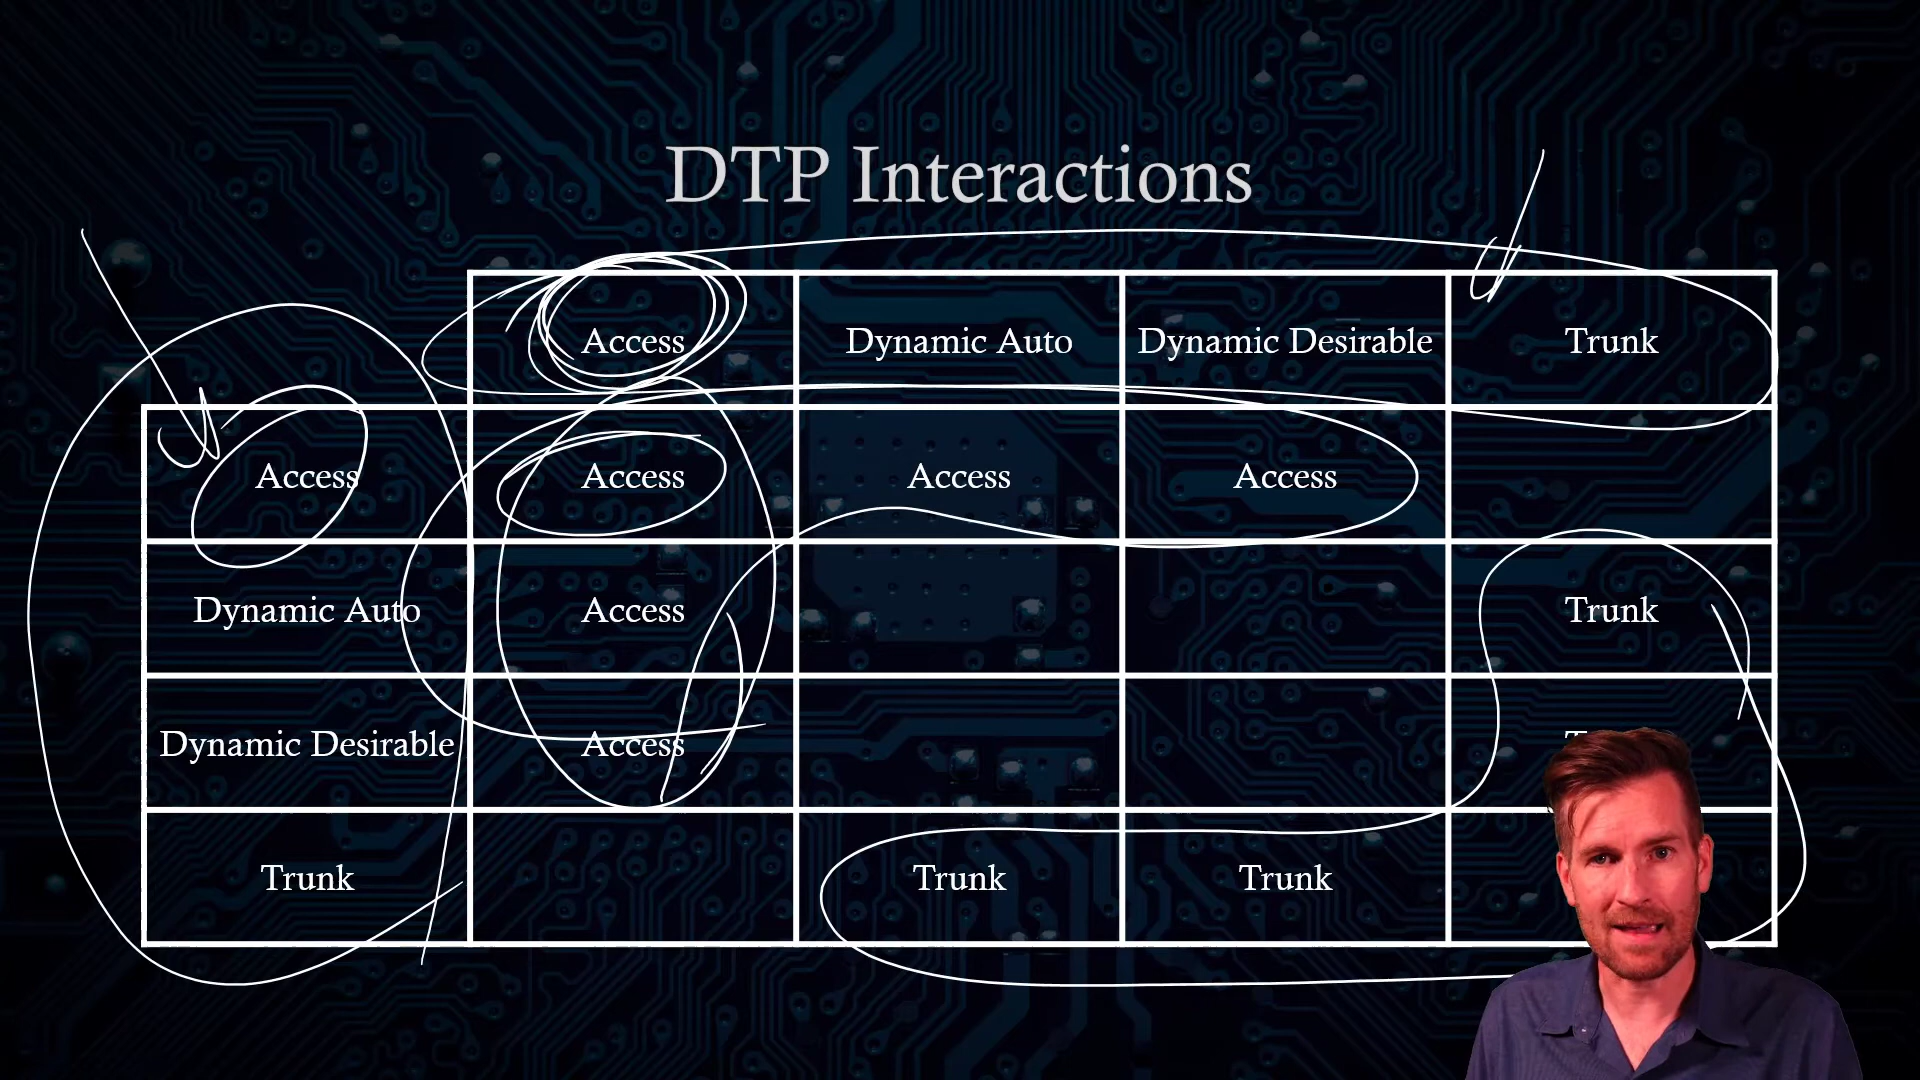 DTP Interactions
Access Dynamic Auto Dynamic Desirable Trunk
Access Access Access Access
Dynamic Auto Access Trunk
Dynamic Desirable Access
Trunk Trunk Trunk